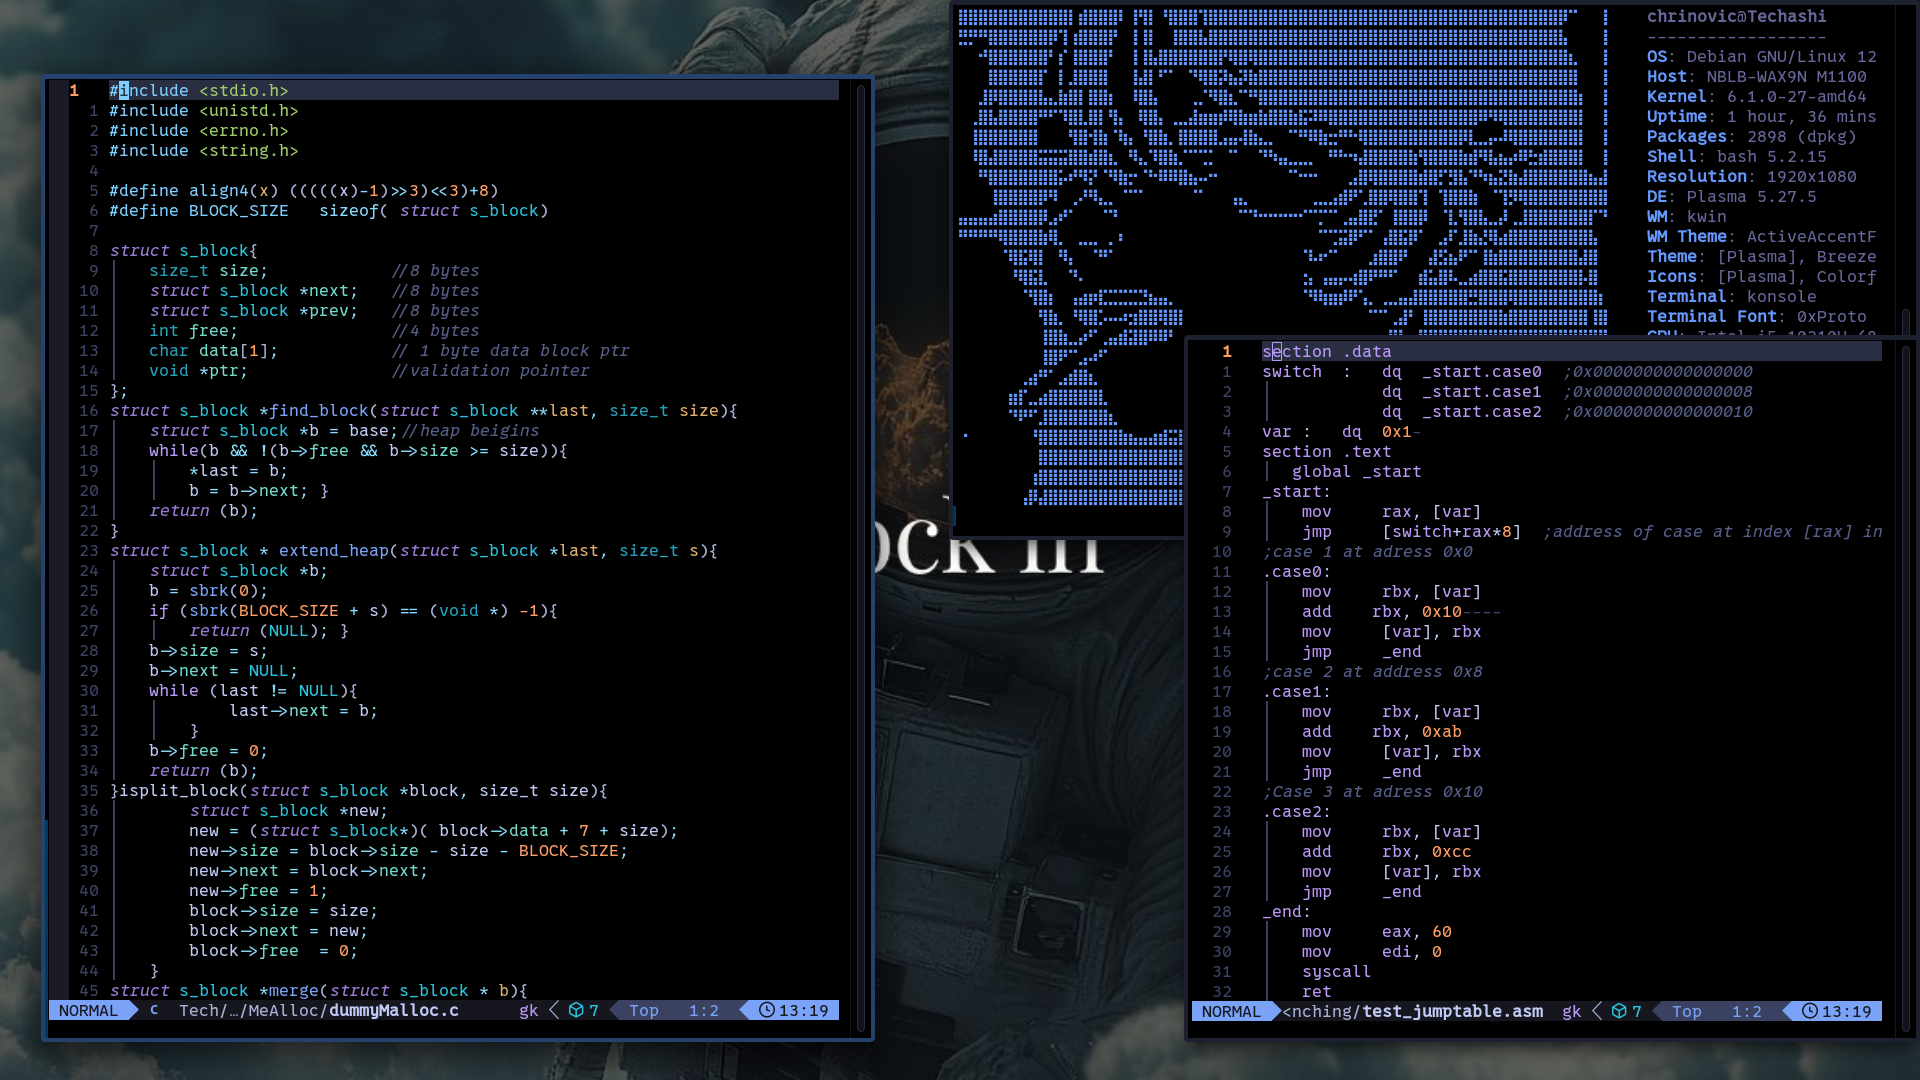 1 #include <stdio.h>
1 #include <unistd.h>
2 #include <errno.h>
3 #include <string.h>
4
5 #define align4(x) (((((x)-1)>>3)<<3)+8)
6 #define BLOCK_SIZE   sizeof( struct s_block)
7
8 struct s_block{
9     size_t size;            //8 bytes
10     struct s_block *next;   //8 bytes
11     struct s_block *prev;   //8 bytes
12     int free;               //4 bytes
13     char data[1];           // 1 byte data block ptr
14     void *ptr;              //validation pointer
15 };
16 struct s_block *find_block(struct s_block **last, size_t size){
17     struct s_block *b = base;//heap beigins
18     while(b && !(b->free && b->size >= size)){
19         *last = b;
20         b = b->next; }
21     return (b);
22 }
23 struct s_block * extend_heap(struct s_block *last, size_t s){
24     struct s_block *b;
25     b = sbrk(0);
26     if (sbrk(BLOCK_SIZE + s) == (void *) -1){
27         return (NULL); }
28     b->size = s;
29     b->next = NULL;
30     while (last != NULL){
31             last->next = b;
32         }
33     b->free = 0;
34     return (b);
35 }isplit_block(struct s_block *block, size_t size){
36         struct s_block *new;
37         new = (struct s_block*)( block->data + 7 + size);
38         new->size = block->size - size - BLOCK_SIZE;
39         new->next = block->next;
40         new->free = 1;
41         block->size = size;
42         block->next = new;
43         block->free  = 0;
44     }
45 struct s_block *merge(struct s_block * b){
NORMAL C Tech/…/MeAlloc/dummyMalloc.c gk 7 Top 1:2 13:19
chrinovic@Techashi
------------------
OS: Debian GNU/Linux 12
Host: NBLB-WAX9N M1100
Kernel: 6.1.0-27-amd64
Uptime: 1 hour, 36 mins
Packages: 2898 (dpkg)
Shell: bash 5.2.15
Resolution: 1920x1080
DE: Plasma 5.27.5
WM: kwin
WM Theme: ActiveAccentF
Theme: [Plasma], Breeze
Icons: [Plasma], Colorf
Terminal: konsole
Terminal Font: 0xProto
CPU: Intel i5-10210U (8
ock in
1 section .data
1 switch  :   dq  _start.case0  ;0x0000000000000000
2             dq  _start.case1  ;0x0000000000000008
3             dq  _start.case2  ;0x0000000000000010
4 var :   dq  0x1-
5 section .text
6    global _start
7 _start:
8     mov     rax, [var]
9     jmp     [switch+rax*8]  ;address of case at index [rax] in
10 ;case 1 at adress 0x0
11 .case0:
12     mov     rbx, [var]
13     add    rbx, 0x10----
14     mov     [var], rbx
15     jmp     _end
16 ;case 2 at address 0x8
17 .case1:
18     mov     rbx, [var]
19     add    rbx, 0xab
20     mov     [var], rbx
21     jmp     _end
22 ;Case 3 at adress 0x10
23 .case2:
24     mov     rbx, [var]
25     add     rbx, 0xcc
26     mov     [var], rbx
27     jmp     _end
28 _end:
29     mov     eax, 60
30     mov     edi, 0
31     syscall
32     ret
NORMAL <nching/test_jumptable.asm gk 7 Top 1:2 13:19